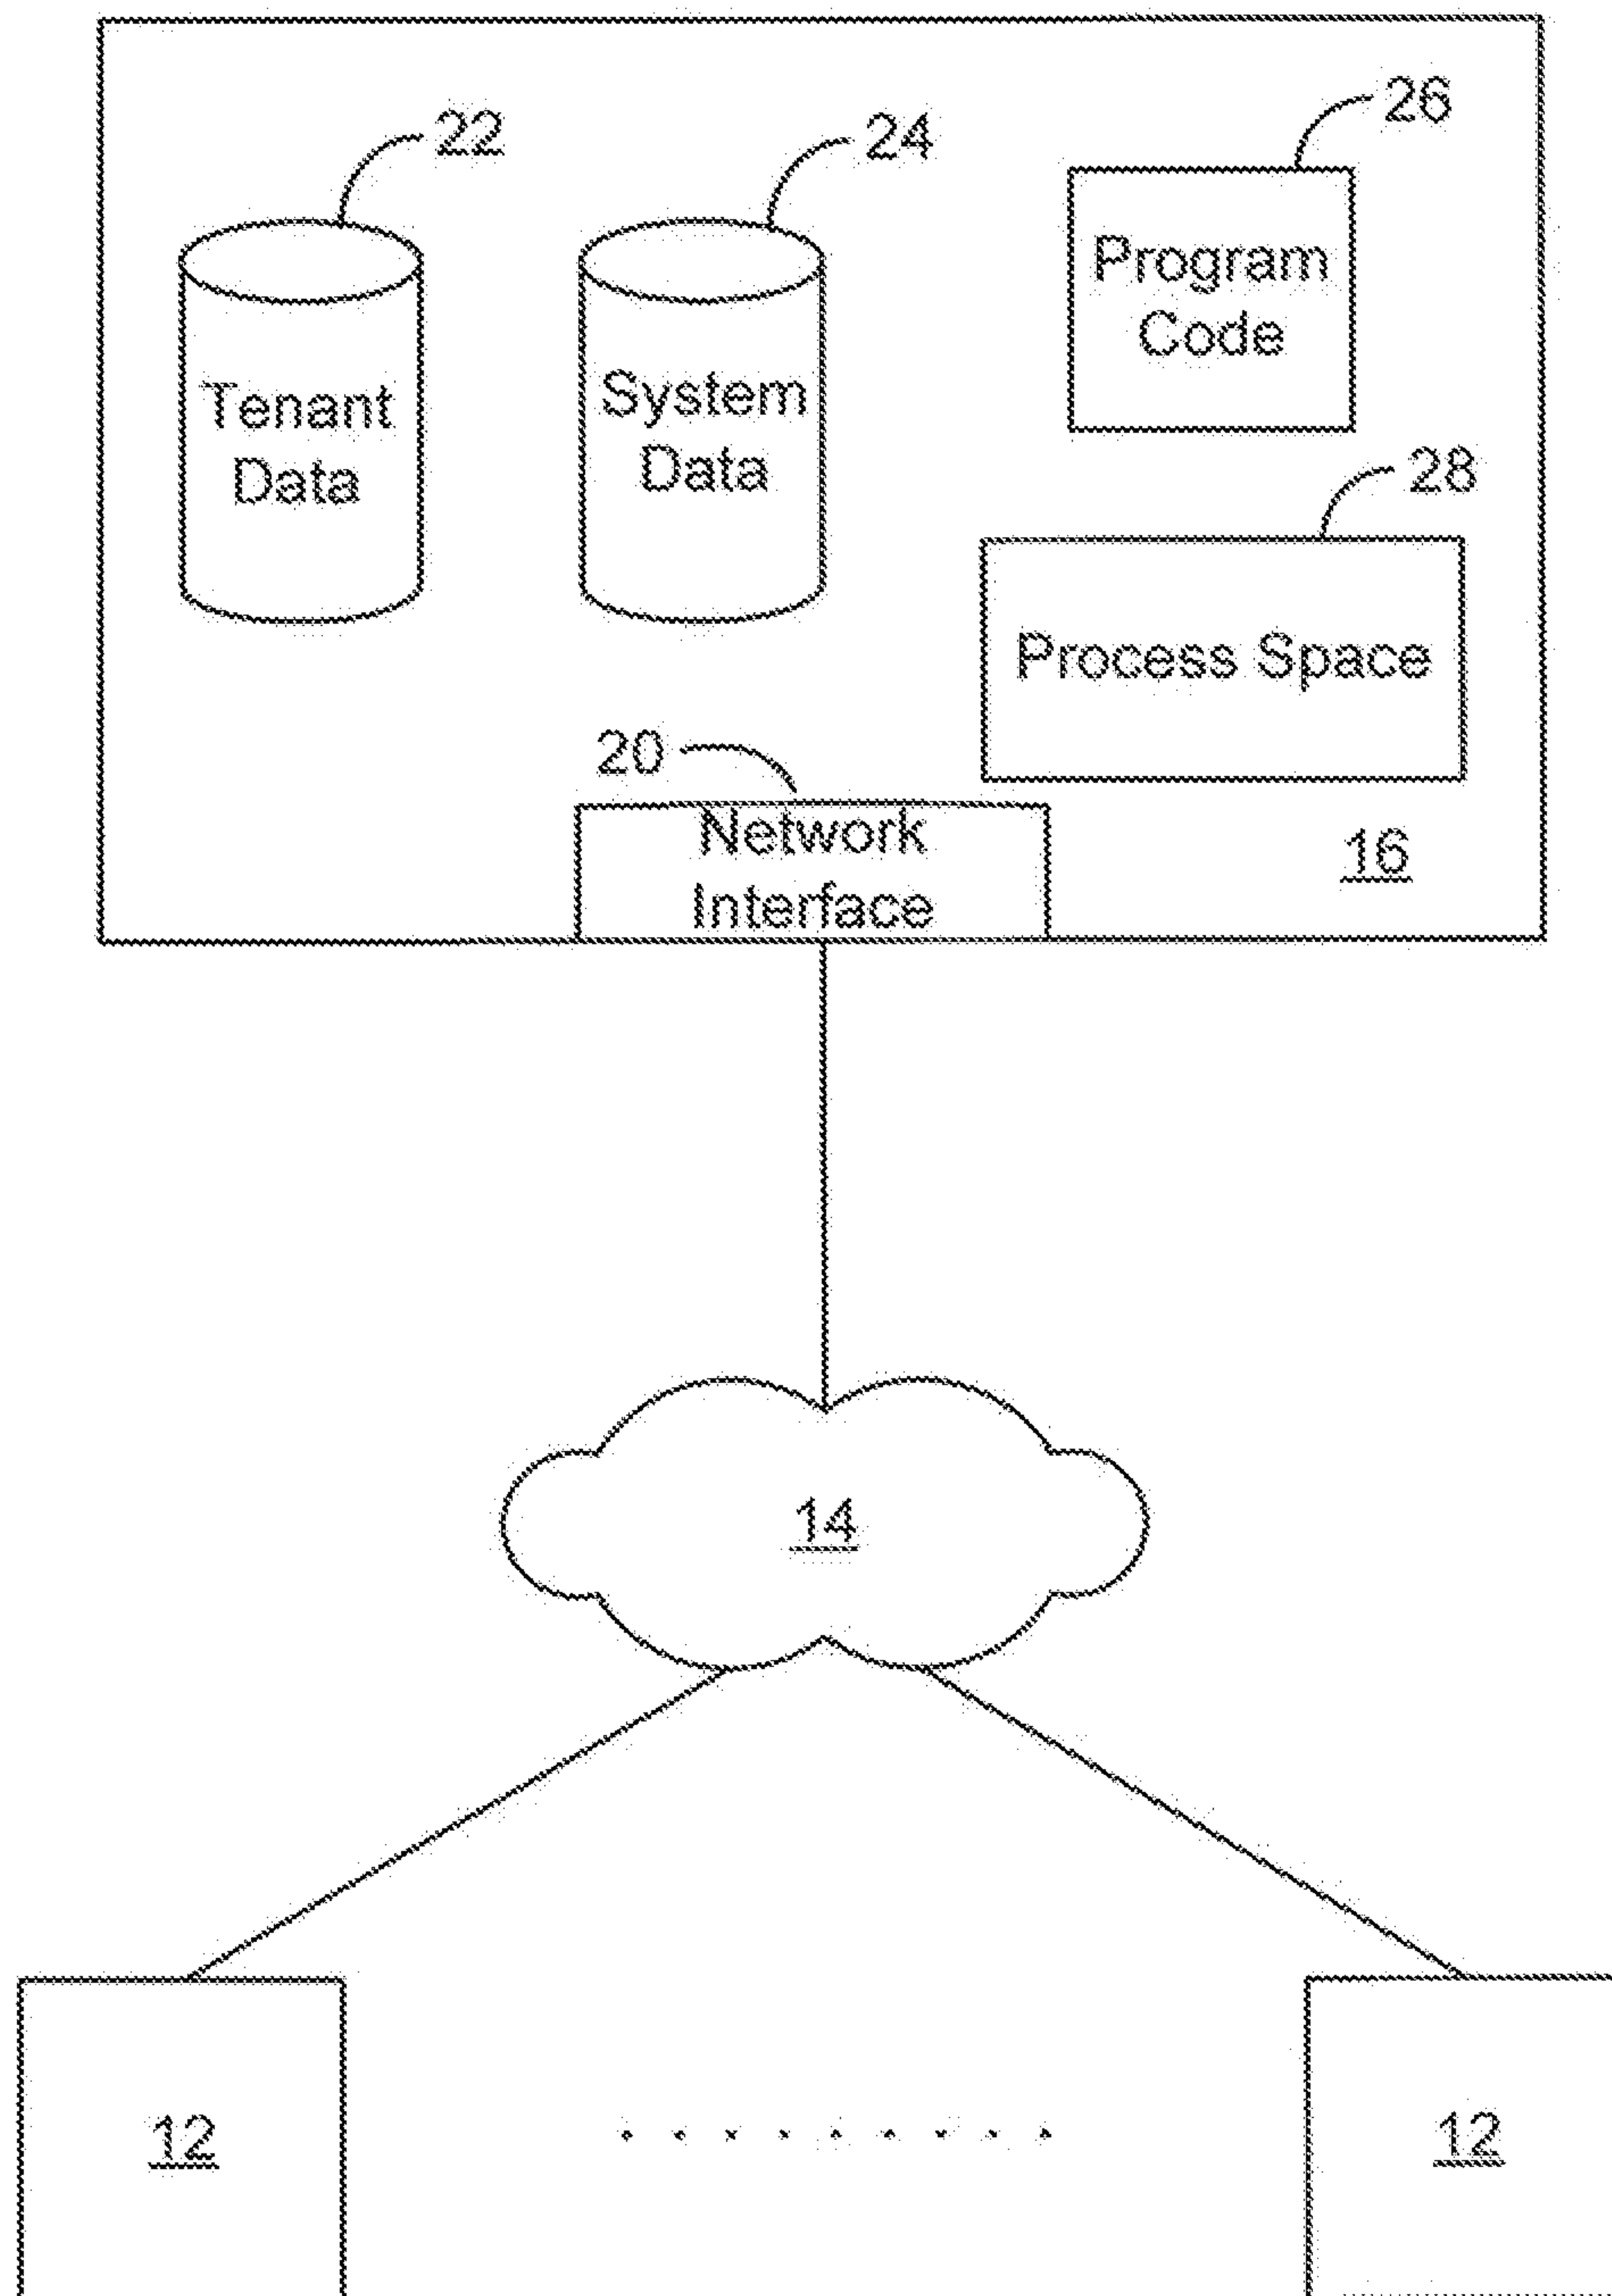 22
24
26
Program
Code
Tenant
Data
System
Data
28
Process Space
20
Network
Interface
16
14
12
12